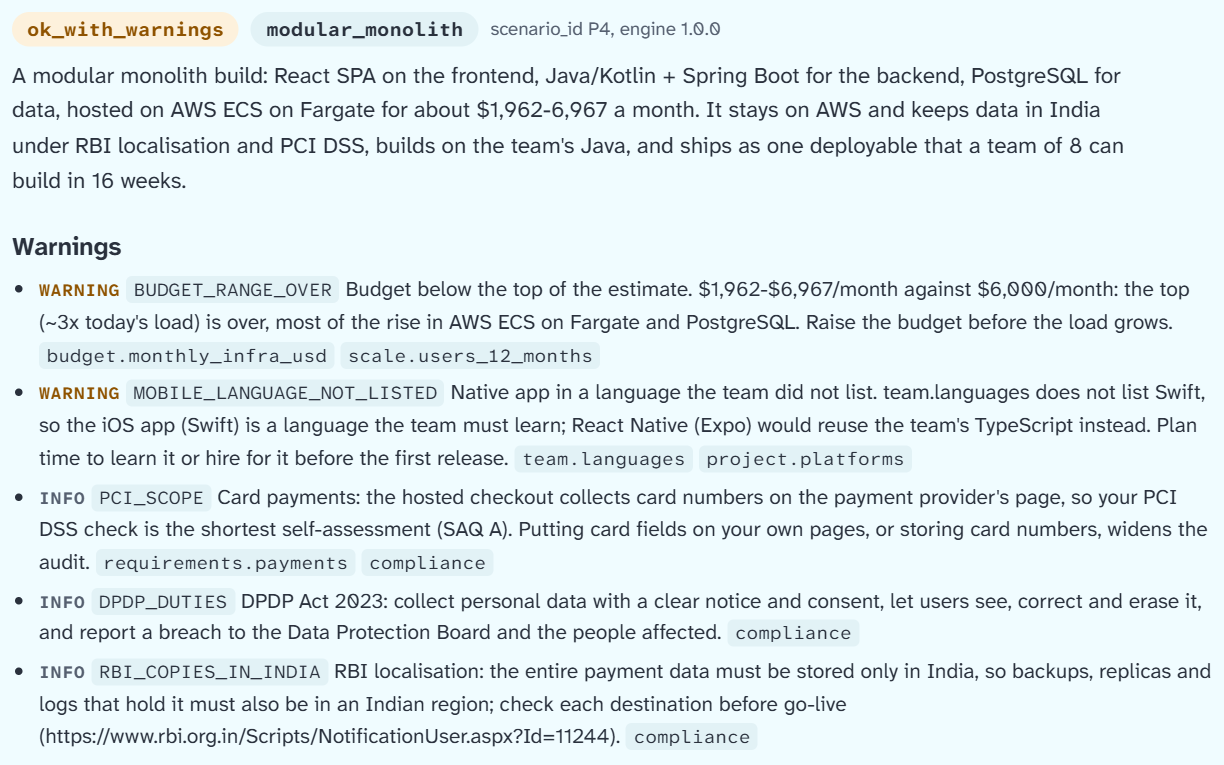 ok_with_warnings modular_monolith scenario_id P4, engine 1.0.0
A modular monolith build: React SPA on the frontend, Java/Kotlin + Spring Boot for the backend, PostgreSQL for
data, hosted on AWS ECS on Fargate for about $1,962-6,967 a month. It stays on AWS and keeps data in India
under RBI localisation and PCI DSS, builds on the team's Java, and ships as one deployable that a team of 8 can
build in 16 weeks.
Warnings
• WARNING BUDGET_RANGE_OVER Budget below the top of the estimate. $1,962-$6,967/month against $6,000/month: the top
(~3x today's load) is over, most of the rise in AWS ECS on Fargate and PostgreSQL. Raise the budget before the load grows.
budget.monthly_infra_usd scale.users_12_months
• WARNING MOBILE_LANGUAGE_NOT_LISTED Native app in a language the team did not list. team.languages does not list Swift,
so the iOS app (Swift) is a language the team must learn; React Native (Expo) would reuse the team's TypeScript instead. Plan
time to learn it or hire for it before the first release. team.languages project.platforms
• INFO PCI_SCOPE Card payments: the hosted checkout collects card numbers on the payment provider's page, so your PCI
DSS check is the shortest self-assessment (SAQ A). Putting card fields on your own pages, or storing card numbers, widens the
audit. requirements.payments compliance
• INFO DPDP_DUTIES DPDP Act 2023: collect personal data with a clear notice and consent, let users see, correct and erase it,
and report a breach to the Data Protection Board and the people affected. compliance
• INFO RBI_COPIES_IN_INDIA RBI localisation: the entire payment data must be stored only in India, so backups, replicas and
logs that hold it must also be in an Indian region; check each destination before go-live
(https://www.rbi.org.in/Scripts/NotificationUser.aspx?Id=11244). compliance